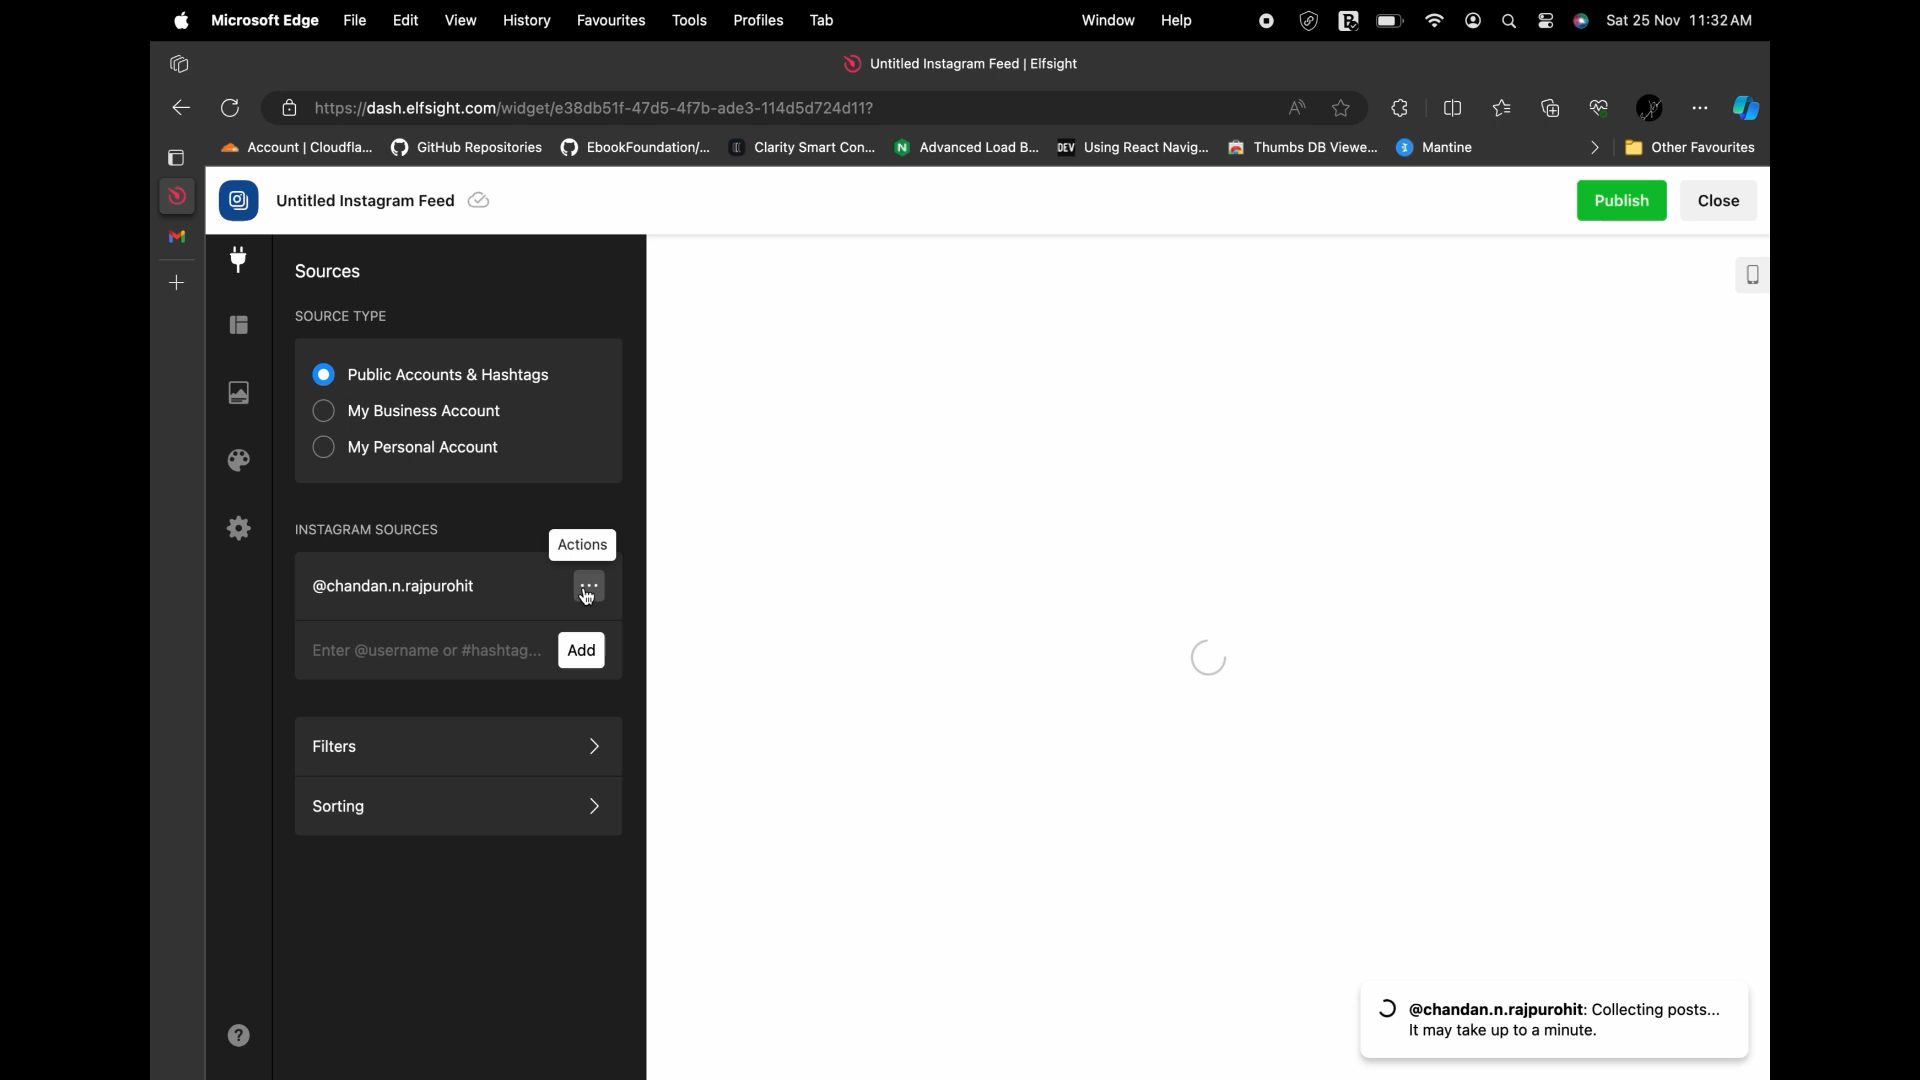 Microsoft Edge File Edit View History Favourites Tools Profiles Tab Window Help Sat 25 Nov 11:32 AM
Untitled Instagram Feed | Elfsight
https://dash.elfsight.com/widget/e38db51f-47d5-4f7b-ade3-114d5d724d11?
Account | Cloudfla... GitHub Repositories EbookFoundation/... Clarity Smart Con... Advanced Load B... DEV Using React Navig... Thumbs DB Viewe... Mantine Other Favourites
Untitled Instagram Feed Publish Close
Sources
SOURCE TYPE
Public Accounts & Hashtags
My Business Account
My Personal Account
INSTAGRAM SOURCES
Actions
@chandan.n.rajpurohit
Enter @username or #hashtag... Add
Filters
Sorting
@chandan.n.rajpurohit: Collecting posts...
It may take up to a minute.